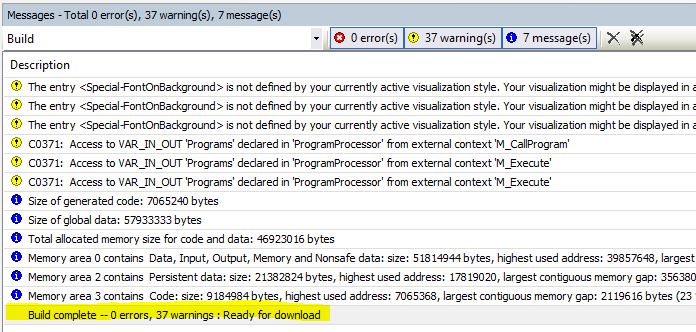 Messages - Total 0 error(s), 37 warning(s), 7 message(s)
Build 0 error(s) 37 warning(s) 7 message(s)
Description
The entry <Special-FontOnBackground> is not defined by your currently active visualization style. Your visualization might be displayed in a
The entry <Special-FontOnBackground> is not defined by your currently active visualization style. Your visualization might be displayed in a
The entry <Special-FontOnBackground> is not defined by your currently active visualization style. Your visualization might be displayed in a
C0371: Access to VAR_IN_OUT 'Programs' declared in 'ProgramProcessor' from external context 'M_CallProgram'
C0371: Access to VAR_IN_OUT 'Programs' declared in 'ProgramProcessor' from external context 'M_Execute'
C0371: Access to VAR_IN_OUT 'Programs' declared in 'ProgramProcessor' from external context 'M_Execute'
Size of generated code: 7065240 bytes
Size of global data: 57933333 bytes
Total allocated memory size for code and data: 46923016 bytes
Memory area 0 contains Data, Input, Output, Memory and Nonsafe data: size: 51814944 bytes, highest used address: 39857648, largest
Memory area 2 contains Persistent data: size: 21382824 bytes, highest used address: 17819020, largest contiguous memory gap: 356380
Memory area 3 contains Code: size: 9184984 bytes, highest used address: 7065368, largest contiguous memory gap: 2119616 bytes (23
Build complete -- 0 errors, 37 warnings : Ready for download